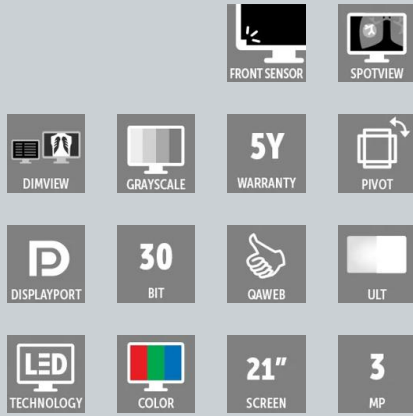 FRONT SENSOR
SPOTVIEW
DIMVIEW
GRAYSCALE
5Y
WARRANTY
PIVOT
D
DISPLAYPORT
30
BIT
QAWEB
ULT
LED
TECHNOLOGY
COLOR
21"
SCREEN
3
MP